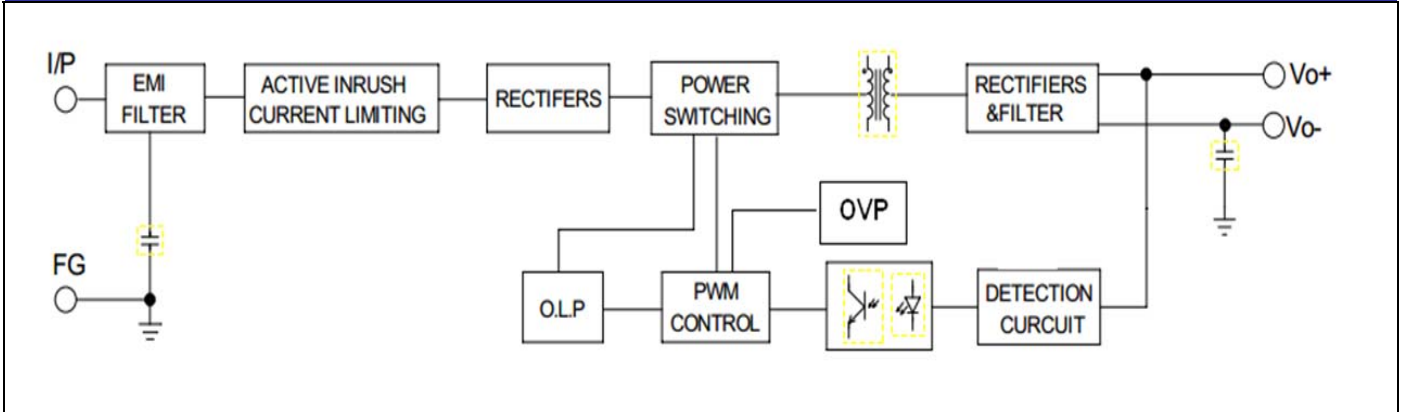 I/P
EMI
FILTER
ACTIVE INRUSH
CURRENT LIMITING
RECTIFERS
POWER
SWITCHING
RECTIFIERS
&FILTER
Vo+
Vo-
OVP
FG
O.L.P
PWM
CONTROL
DETECTION
CURCUIT